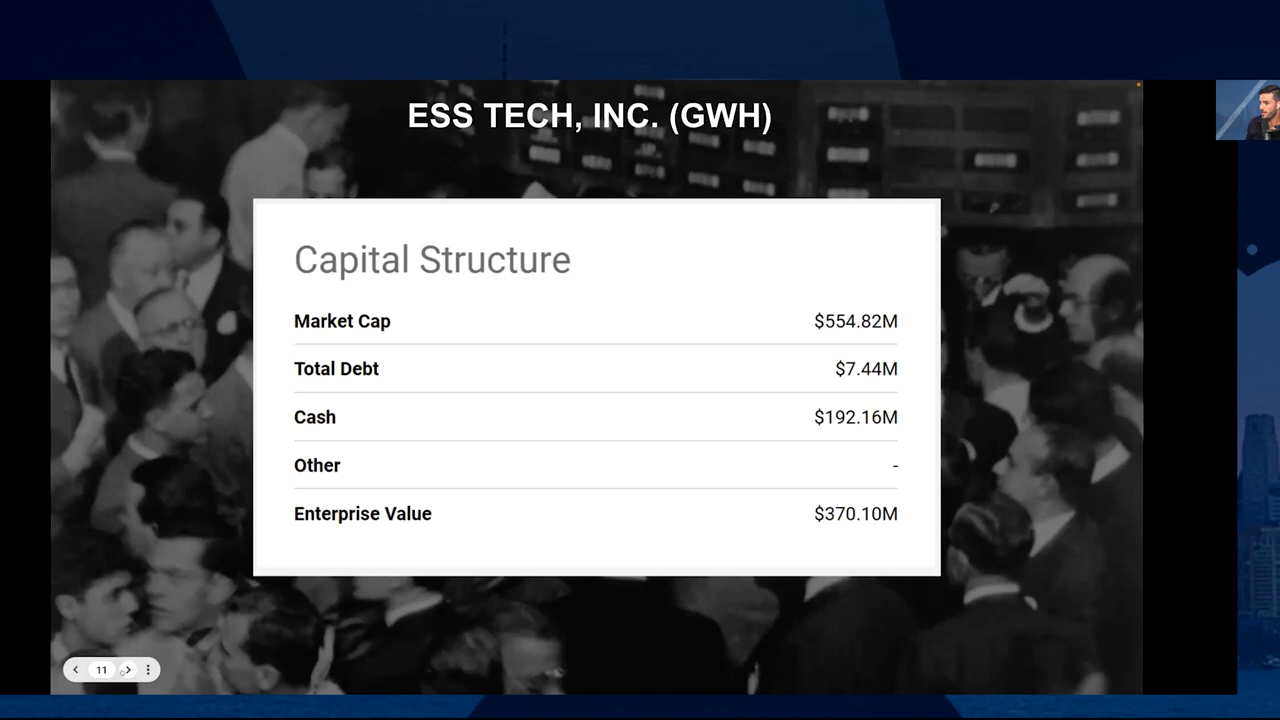 ESS TECH, INC. (GWH)
Capital Structure
Market Cap $554.82M
Total Debt $7.44M
Cash $192.16M
Other -
Enterprise Value $370.10M
11